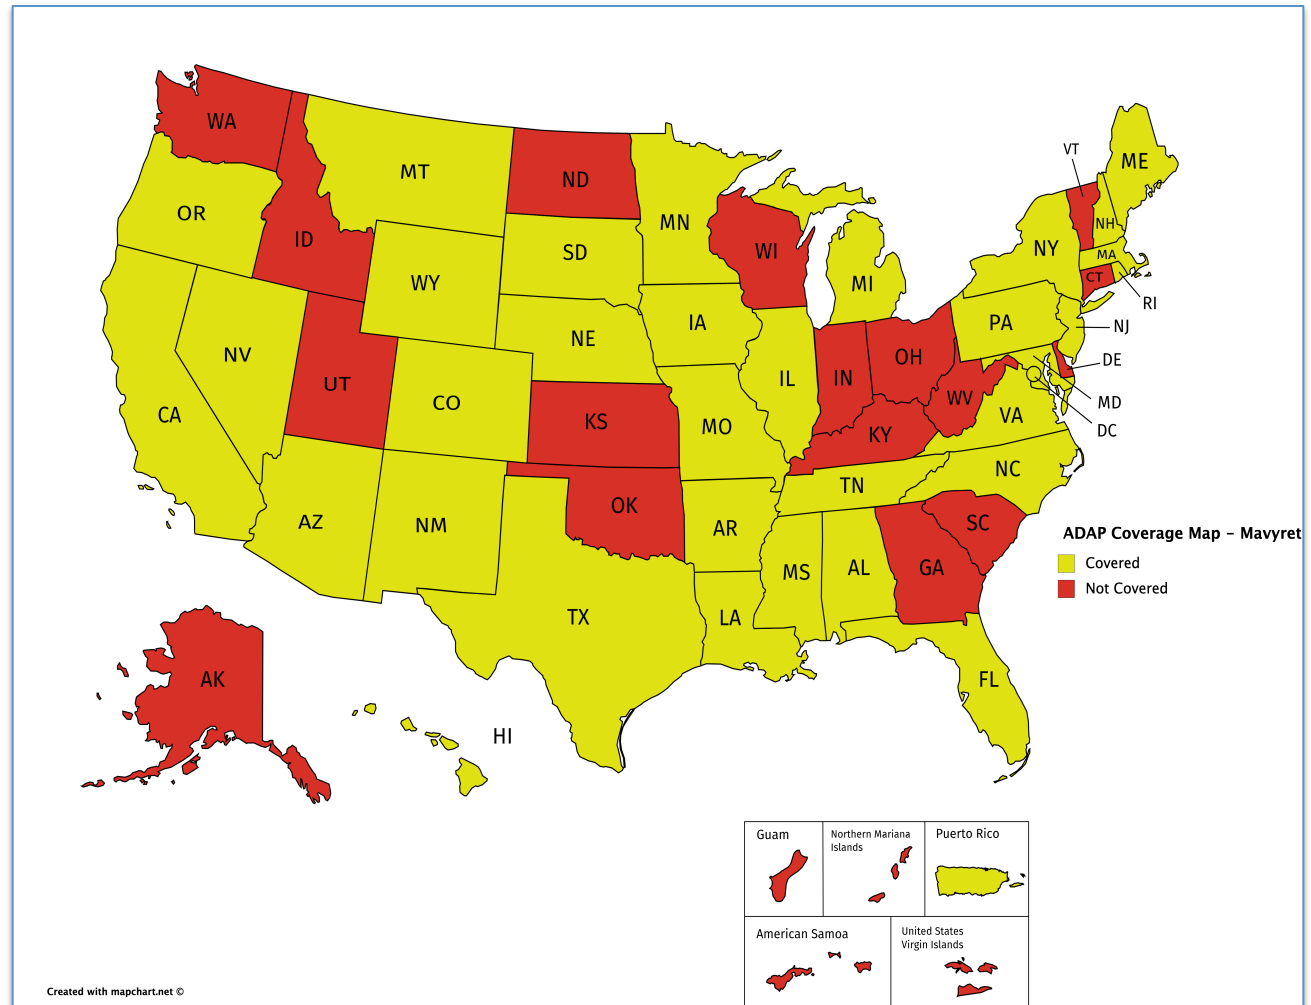 WA
VT
ME
MT
ND
OR
MN
NH
ID
NY
WI
SD
MA
CT
WY
MI
RI
IA
PA
NJ
NE
NV
OH
DE
UT
IL
IN
CO
WV
MD
CA
VA
KS
MO
KY
DC
NC
TN
OK
AZ
NM
AR
SC
ADAP Coverage Map – Mavyret
Covered
MS
AL
GA
Not Covered
TX
LA
AK
FL
HI
Guam
Northern Mariana
Islands
Puerto Rico
American Samoa
United States
Virgin Islands
Created with mapchart.net ©